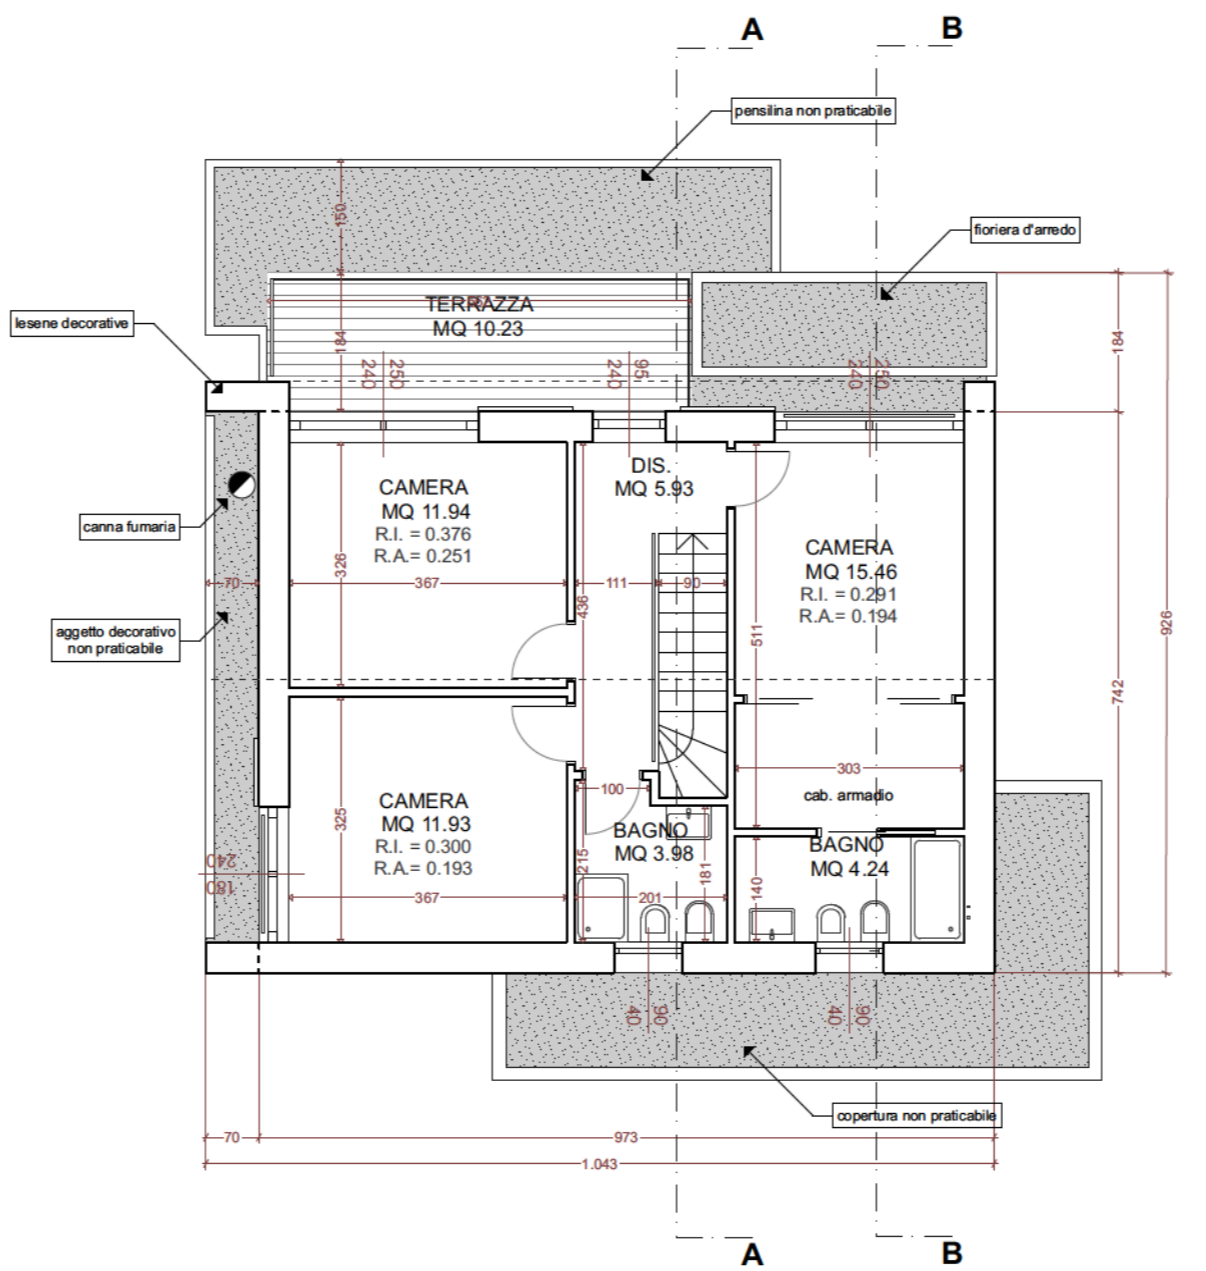 A
B
pensilina non praticabile
fioriera d'arredo
150
TERRAZZA
MQ 10.23
lesene decorative
184
184
240
250
240
95
240
250
DIS.
MQ 5.93
CAMERA
MQ 11.94
R.I. = 0.376
R.A.= 0.251
canna fumaria
CAMERA
MQ 15.46
R.I. = 0.291
R.A.= 0.194
326
70
367
111
90
436
511
926
aggetto decorativo
non praticabile
742
303
cab. armadio
100
CAMERA
MQ 11.93
R.I. = 0.300
R.A.= 0.193
325
BAGNO
MQ 3.98
BAGNO
MQ 4.24
240
180
215
181
140
367
201
40
90
40
90
copertura non praticabile
70
973
1.043
A
B